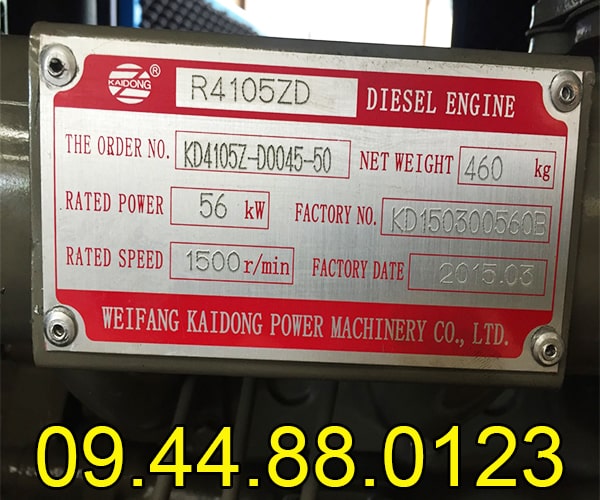 KAIDONG ®
R4105ZD DIESEL ENGINE
THE ORDER NO. KD4105Z-D0045-50 NET WEIGHT 460 kg
RATED POWER 56 kW FACTORY NO. KD150300560B
RATED SPEED 1500 r/min FACTORY DATE 2015.03
WEIFANG KAIDONG POWER MACHINERY CO., LTD.
09.44.88.0123